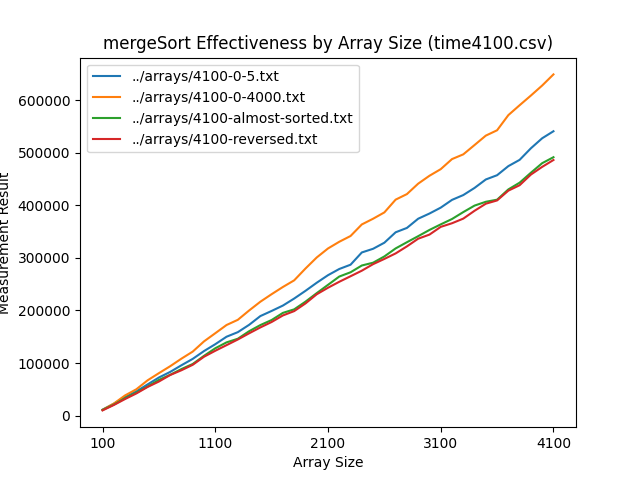 mergeSort Effectiveness by Array Size (time4100.csv)
../arrays/4100-0-5.txt
../arrays/4100-0-4000.txt
../arrays/4100-almost-sorted.txt
../arrays/4100-reversed.txt
Measurement Result
600000
500000
400000
300000
200000
100000
0
100 1100 2100 3100 4100
Array Size